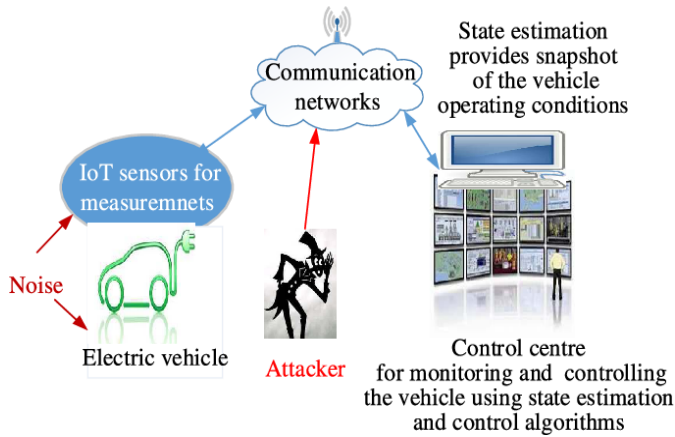 State estimation
provides snapshot
of the vehicle
operating conditions
Communication
networks
IoT sensors for
measuremnets
Noise
Electric vehicle
Attacker
Control centre
for monitoring and controlling
the vehicle using state estimation
and control algorithms